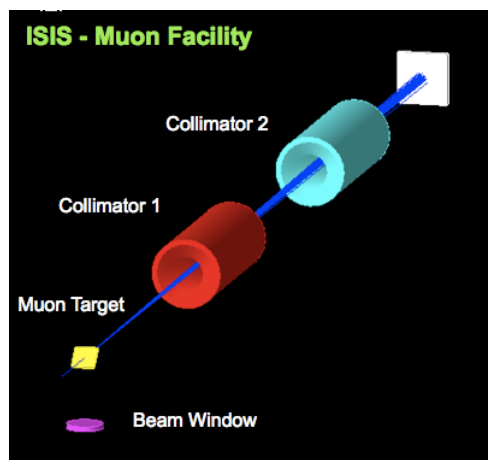 ISIS - Muon Facility
Collimator 2
Collimator 1
Muon Target
Beam Window